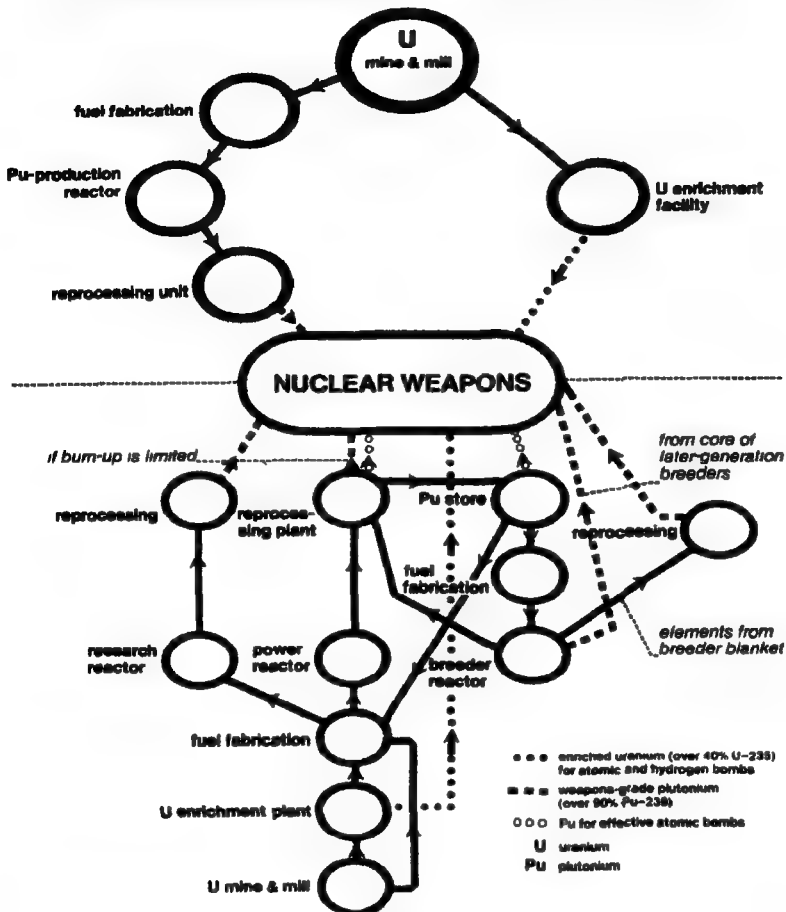 U
mine & mill
fuel fabrication
Pu-production
reactor
U enrichment
facility
reprocessing unit
NUCLEAR WEAPONS
if burn-up is limited
from core of
later-generation
breeders
reprocessing
reproces-
sing plant
Pu store
reprocessing
fuel
fabrication
research
reactor
power
reactor
breeder
reactor
elements from
breeder blanket
fuel fabrication
U enrichment plant
U mine & mill
enriched uranium (over 40% U-235)
for atomic and hydrogen bombs
weapons-grade plutonium
(over 90% Pu-239)
Pu for effective atomic bombs
U uranium
Pu plutonium